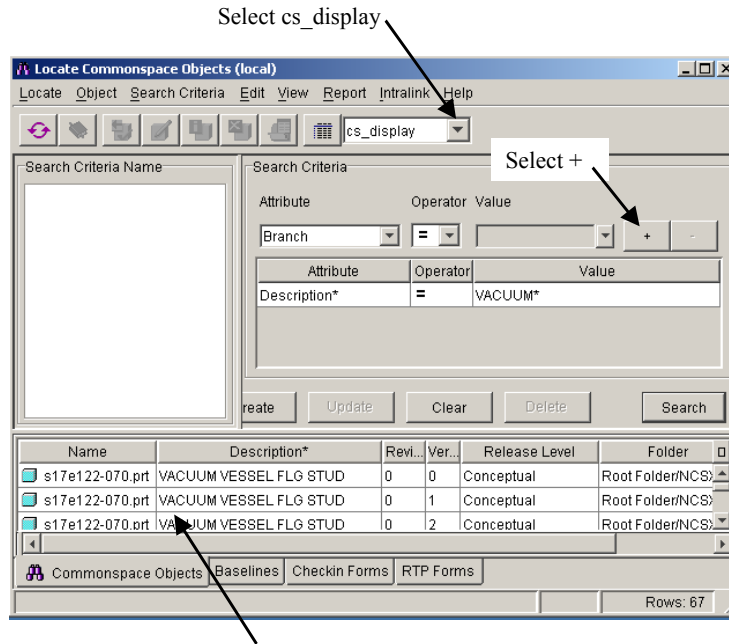 Select cs_display
Locate Commonspace Objects (local)
Locate Object Search Criteria Edit View Report Intralink Help
cs_display
Select +
Search Criteria Name
Search Criteria
Attribute Operator Value
Branch = + -
Attribute Operator Value
Description* = VACUUM*
reate Update Clear Delete Search
Name Description* Revi... Ver... Release Level Folder
s17e122-070.prt VACUUM VESSEL FLG STUD 0 0 Conceptual Root Folder/NCSX
s17e122-070.prt VACUUM VESSEL FLG STUD 0 1 Conceptual Root Folder/NCSX
s17e122-070.prt VACUUM VESSEL FLG STUD 0 2 Conceptual Root Folder/NCSX
Commonspace Objects Baselines Checkin Forms RTP Forms
Rows: 67